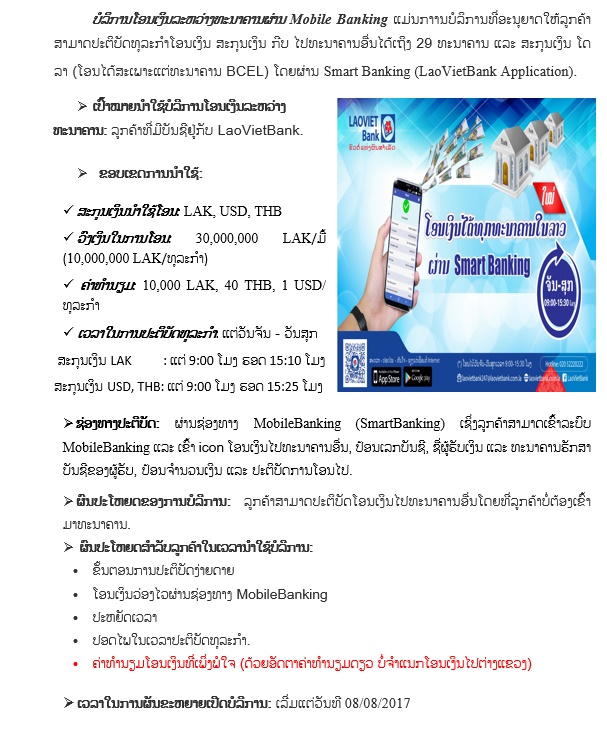 ບໍລິການໂອນເງິນລະຫວ່າງທະນາຄານຜ່ານ Mobile Banking ແມ່ນການບໍລິການທີ່ອະນຸຍາດໃຫ້ລູກຄ້າ
ສາມາດປະຕິບັດທຸລະກຳໂອນເງິນ ສະກຸນເງິນ ກີບ ໄປທະນາຄານອື່ນໄດ້ເຖິງ 29 ທະນາຄານ ແລະ ສະກຸນເງິນ ໂດ
ລາ (ໂອນໄດ້ສະເພາະແຕ່ທະນາຄານ BCEL) ໂດຍຜ່ານ Smart Banking (LaoVietBank Application).
➢ ເປົ້າໝາຍນຳໃຊ້ບໍລິການໂອນເງິນລະຫວ່າງ
ທະນາຄານ: ລູກຄ້າທີ່ມີບັນຊີຢູ່ກັບ LaoVietBank.
➢ ຂອບເຂດການນຳໃຊ້:
✓ ສະກຸນເງິນນຳໃຊ້ໂອນ: LAK, USD, THB
✓ ວົງເງິນໃນການໂອນ: 30,000,000 LAK/ມື້
(10,000,000 LAK/ທຸລະກຳ)
✓ ຄ່າທຳນຽມ: 10,000 LAK, 40 THB, 1 USD/
ທຸລະກຳ
✓ ເວລາໃນການປະຕິບັດທຸລະກຳ: ແຕ່ວັນຈັນ - ວັນສຸກ
ສະກຸນເງິນ LAK : ແຕ່ 9:00 ໂມງ ຮອດ 15:10 ໂມງ
ສະກຸນເງິນ USD, THB: ແຕ່ 9:00 ໂມງ ຮອດ 15:25 ໂມງ
LAOVIET
Bank
ໃໝ່
ໂອນເງິນໄດ້ທຸກທະນາຄານໃນລາວ
ຜ່ານ Smart Banking
ຈັນ-ສຸກ
09:00-15:30 ໂມງ
App Store
Google play
Hotline: 020 52228222
laovietbank247@laovietbank.com.la
laovietbank.com.la
LaoVietBank
➢ ຊ່ອງທາງປະຕິບັດ: ຜ່ານຊ່ອງທາງ MobileBanking (SmartBanking) ເຊິ່ງລູກຄ້າສາມາດເຂົ້າລະບົບ
MobileBanking ແລະ ເຂົ້າ icon ໂອນເງິນໄປທະນາຄານອື່ນ, ປ້ອນເລກບັນຊີ, ຊື່ຜູ້ຮັບເງິນ ແລະ ທະນາຄານຮັກສາ
ບັນຊີຂອງຜູ້ຮັບ, ປ້ອນຈຳນວນເງິນ ແລະ ປະຕິບັດການໂອນໄປ.
➢ ຜົນປະໂຫຍດຂອງການບໍລິການ: ລູກຄ້າສາມາດປະຕິບັດໂອນເງິນໄປທະນາຄານອື່ນໂດຍທີ່ລູກຄ້າບໍ່ຕ້ອງເຂົ້າ
ມາທະນາຄານ.
➢ ຜົນປະໂຫຍດສຳລັບລູກຄ້າໃນເວລານຳໃຊ້ບໍລິການ:
• ຂັ້ນຕອນການປະຕິບັດງ່າຍດາຍ
• ໂອນເງິນວ່ອງໄວຜ່ານຊ່ອງທາງ MobileBanking
• ປະຫຍັດເວລາ
• ປອດໄພໃນເວລາປະຕິບັດທຸລະກຳ.
• ຄ່າທຳນຽມໂອນເງິນທີ່ເພິ່ງພໍໃຈ (ດ້ວຍອັດຕາຄ່າທຳນຽມດຽວ ບໍ່ຈຳແນກໂອນເງິນໄປຕ່າງແຂວງ)
➢ ເວລາໃນການຜັນຂະຫຍາຍເປີດບໍລິການ: ເລີ່ມແຕ່ວັນທີ 08/08/2017